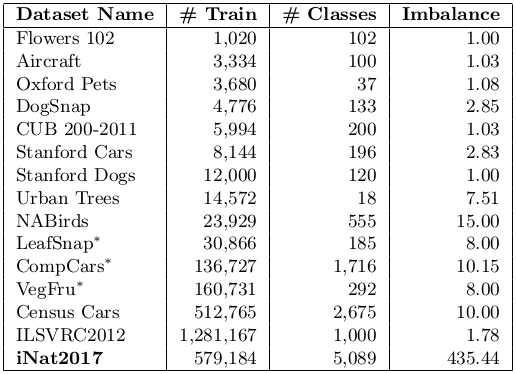 Dataset Name # Train # Classes Imbalance
Flowers 102 1,020 102 1.00
Aircraft 3,334 100 1.03
Oxford Pets 3,680 37 1.08
DogSnap 4,776 133 2.85
CUB 200-2011 5,994 200 1.03
Stanford Cars 8,144 196 2.83
Stanford Dogs 12,000 120 1.00
Urban Trees 14,572 18 7.51
NABirds 23,929 555 15.00
LeafSnap* 30,866 185 8.00
CompCars* 136,727 1,716 10.15
VegFru* 160,731 292 8.00
Census Cars 512,765 2,675 10.00
ILSVRC2012 1,281,167 1,000 1.78
iNat2017 579,184 5,089 435.44